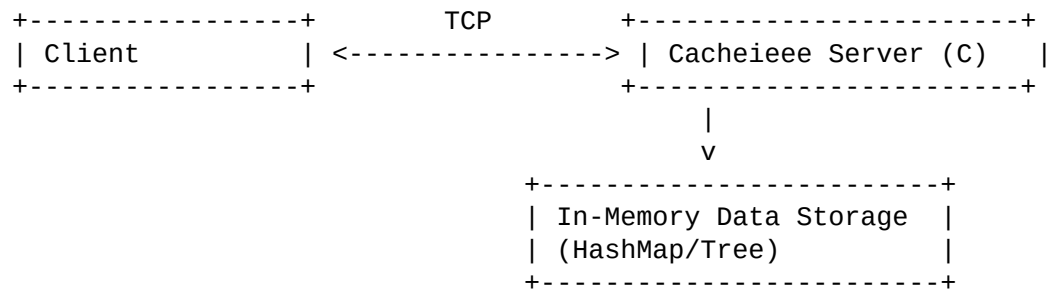 TCP
Client
Cacheieee Server (C)
In-Memory Data Storage
(HashMap/Tree)